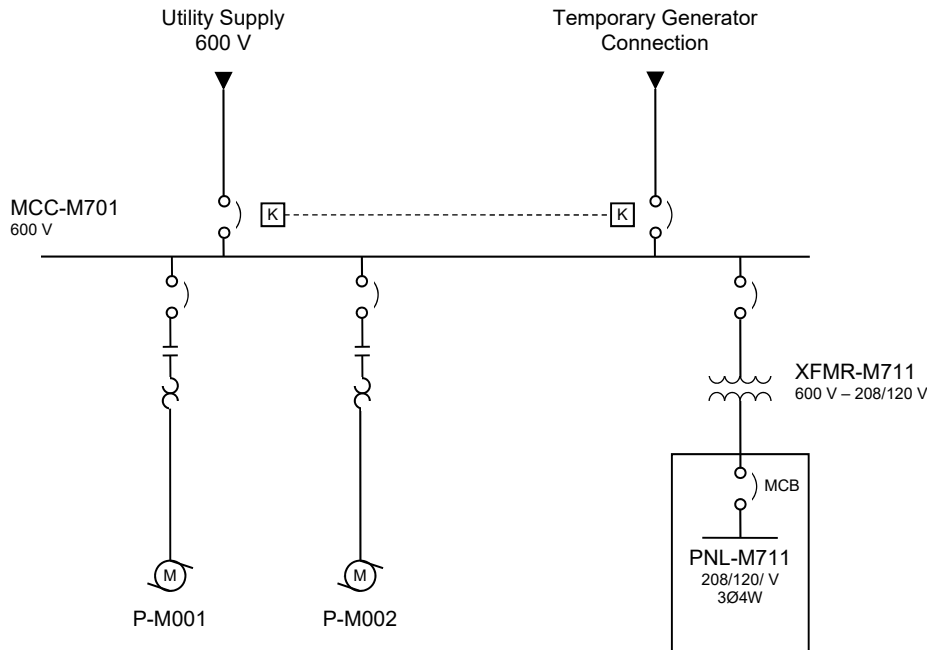 Utility Supply
600 V
Temporary Generator
Connection
MCC-M701
600 V
K
K
XFMR-M711
600 V – 208/120 V
MCB
PNL-M711
208/120/ V
3Ø4W
M
M
P-M001
P-M002